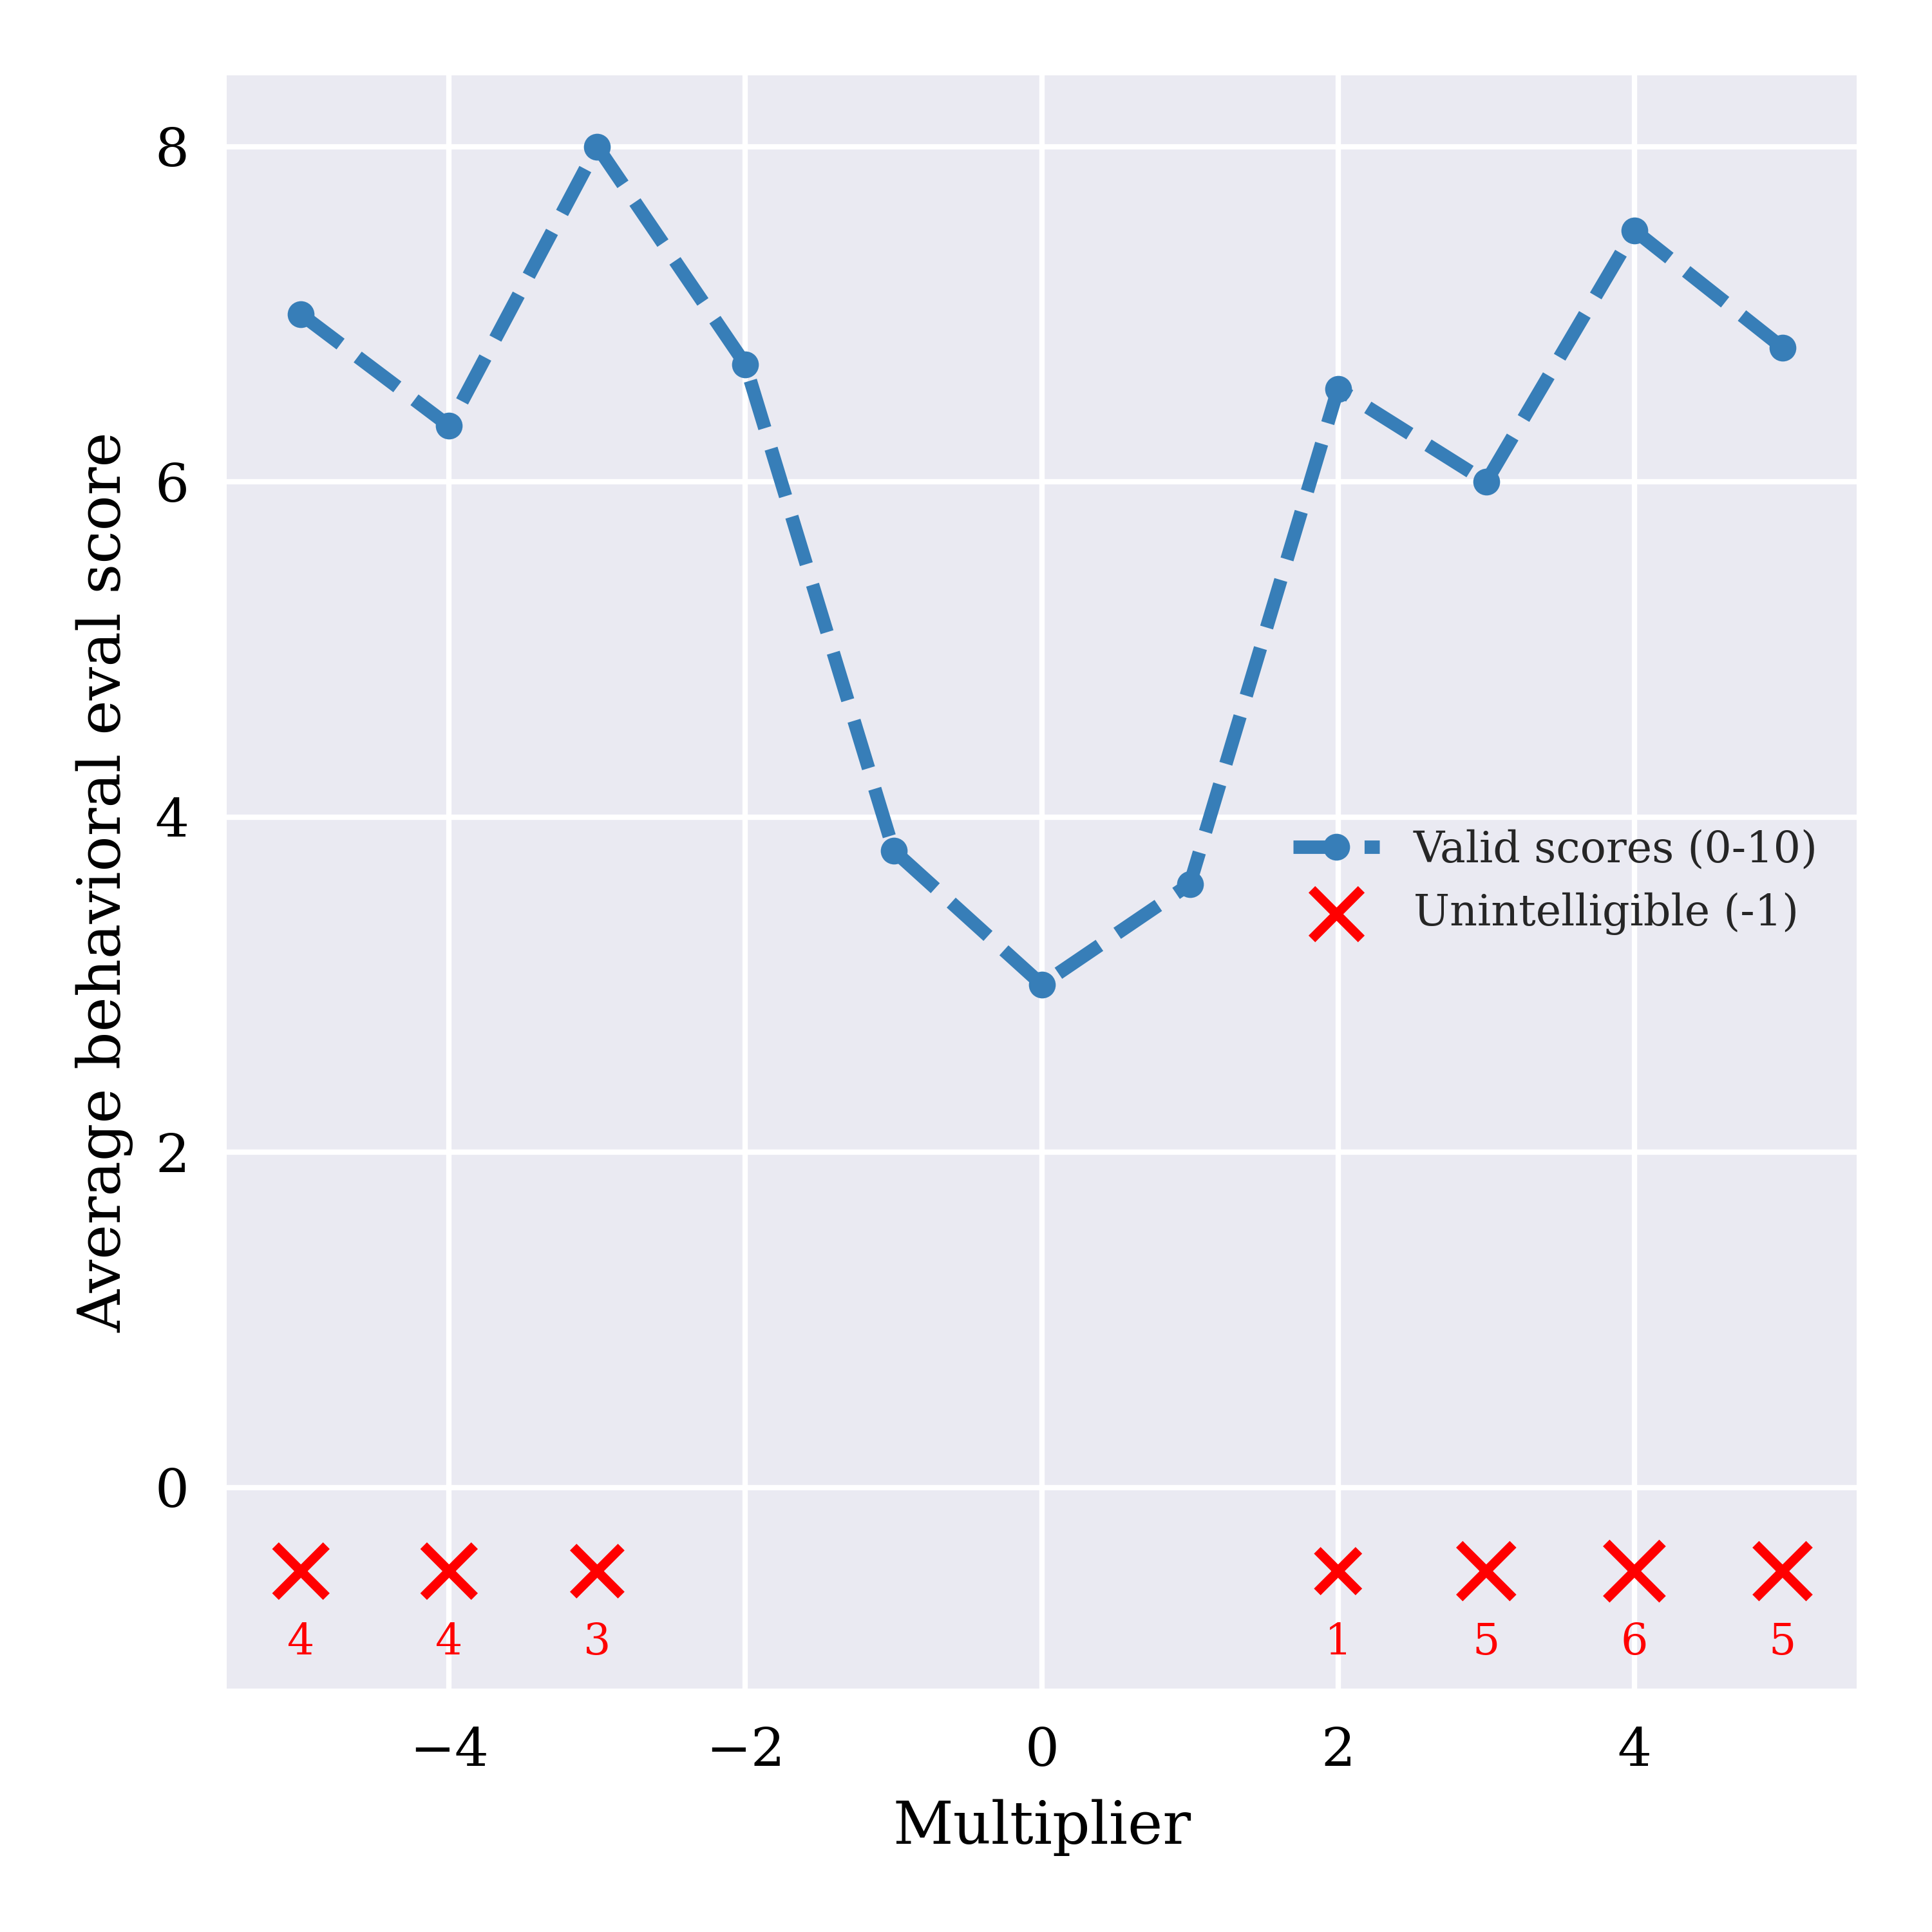 8
6
4
2
0
Average behavioral eval score
Valid scores (0-10)
Unintelligible (-1)
4 4 3 1 5 6 5
−4 −2 0 2 4
Multiplier